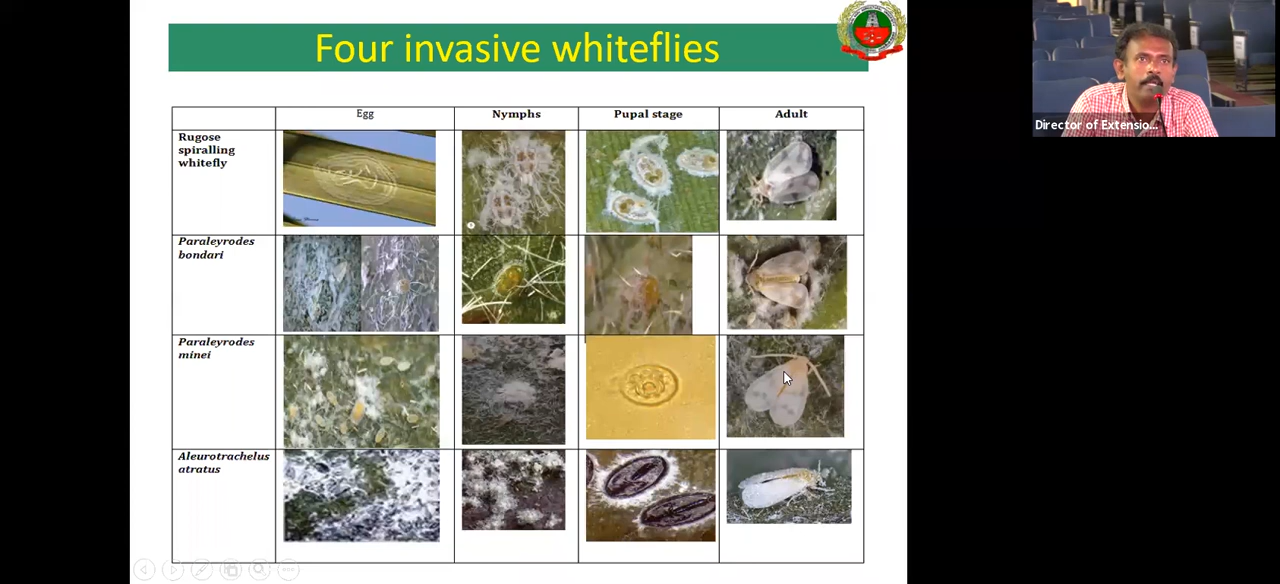 Four invasive whiteflies
Egg
Nymphs
Pupal stage
Adult
Rugose
spiralling
whitefly
Paraleyrodes
bondari
Paraleyrodes
minei
Aleurotrachelus
atratus
Director of Extensio...